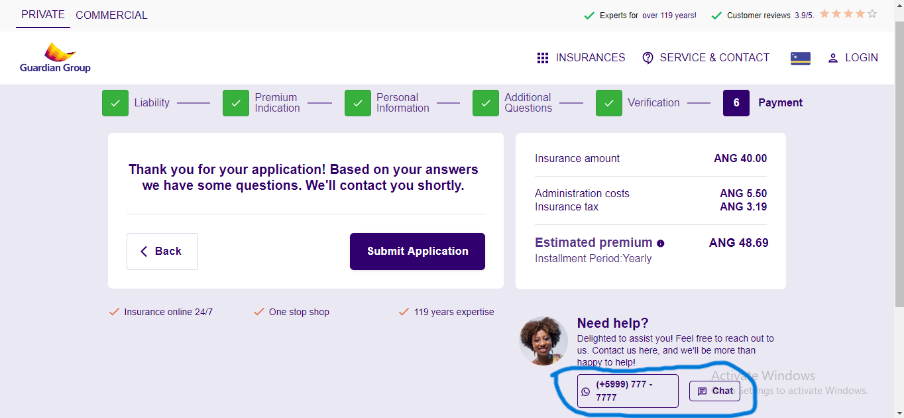 PRIVATE COMMERCIAL
Experts for over 119 years!
Customer reviews 3.9/5.
Guardian Group
INSURANCES
SERVICE & CONTACT
LOGIN
Liability
Premium
Indication
Personal
Information
Additional
Questions
Verification
6
Payment
Thank you for your application! Based on your answers
we have some questions. We'll contact you shortly.
Back
Submit Application
Insurance amount ANG 40.00
Administration costs ANG 5.50
Insurance tax ANG 3.19
Estimated premium ANG 48.69
Installment Period:Yearly
Insurance online 24/7
One stop shop
119 years expertise
Need help?
Delighted to assist you! Feel free to reach out to
us. Contact us here, and we'll be more than
happy to help!
(+5999) 777 -
7777
Chat
Activate Windows
Settings to activate Windows.